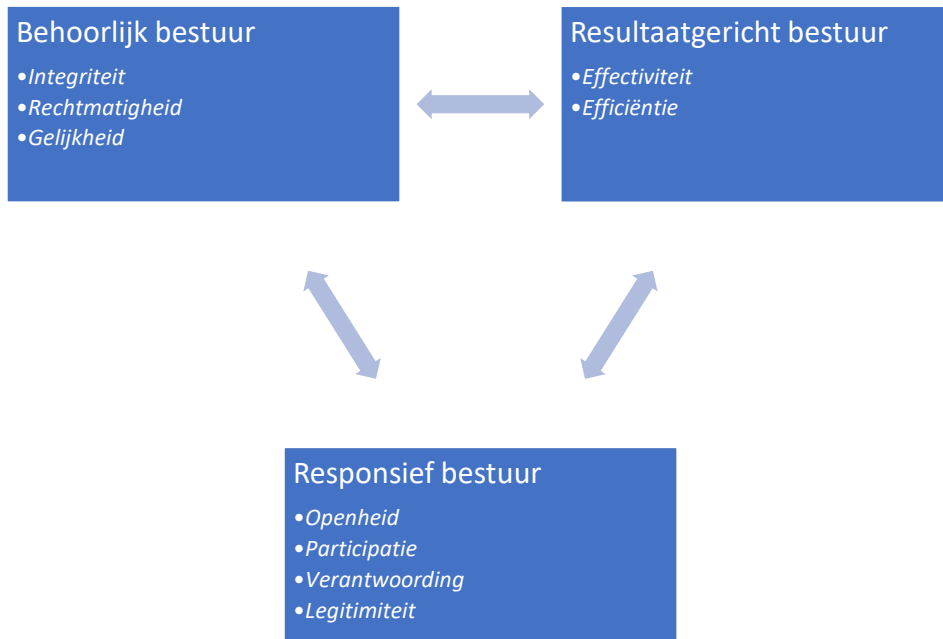 Behoorlijk bestuur
•Integriteit
•Rechtmatigheid
•Gelijkheid
Resultaatgericht bestuur
•Effectiviteit
•Efficiëntie
Responsief bestuur
•Openheid
•Participatie
•Verantwoording
•Legitimiteit